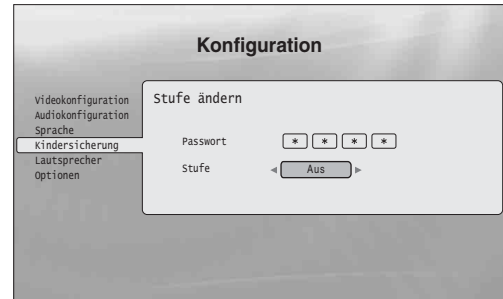 Konfiguration
Videokonfiguration
Audiokonfiguration
Sprache
Kindersicherung
Lautsprecher
Optionen
Stufe ändern
Passwort * * * *
Stufe ◀ Aus ▶